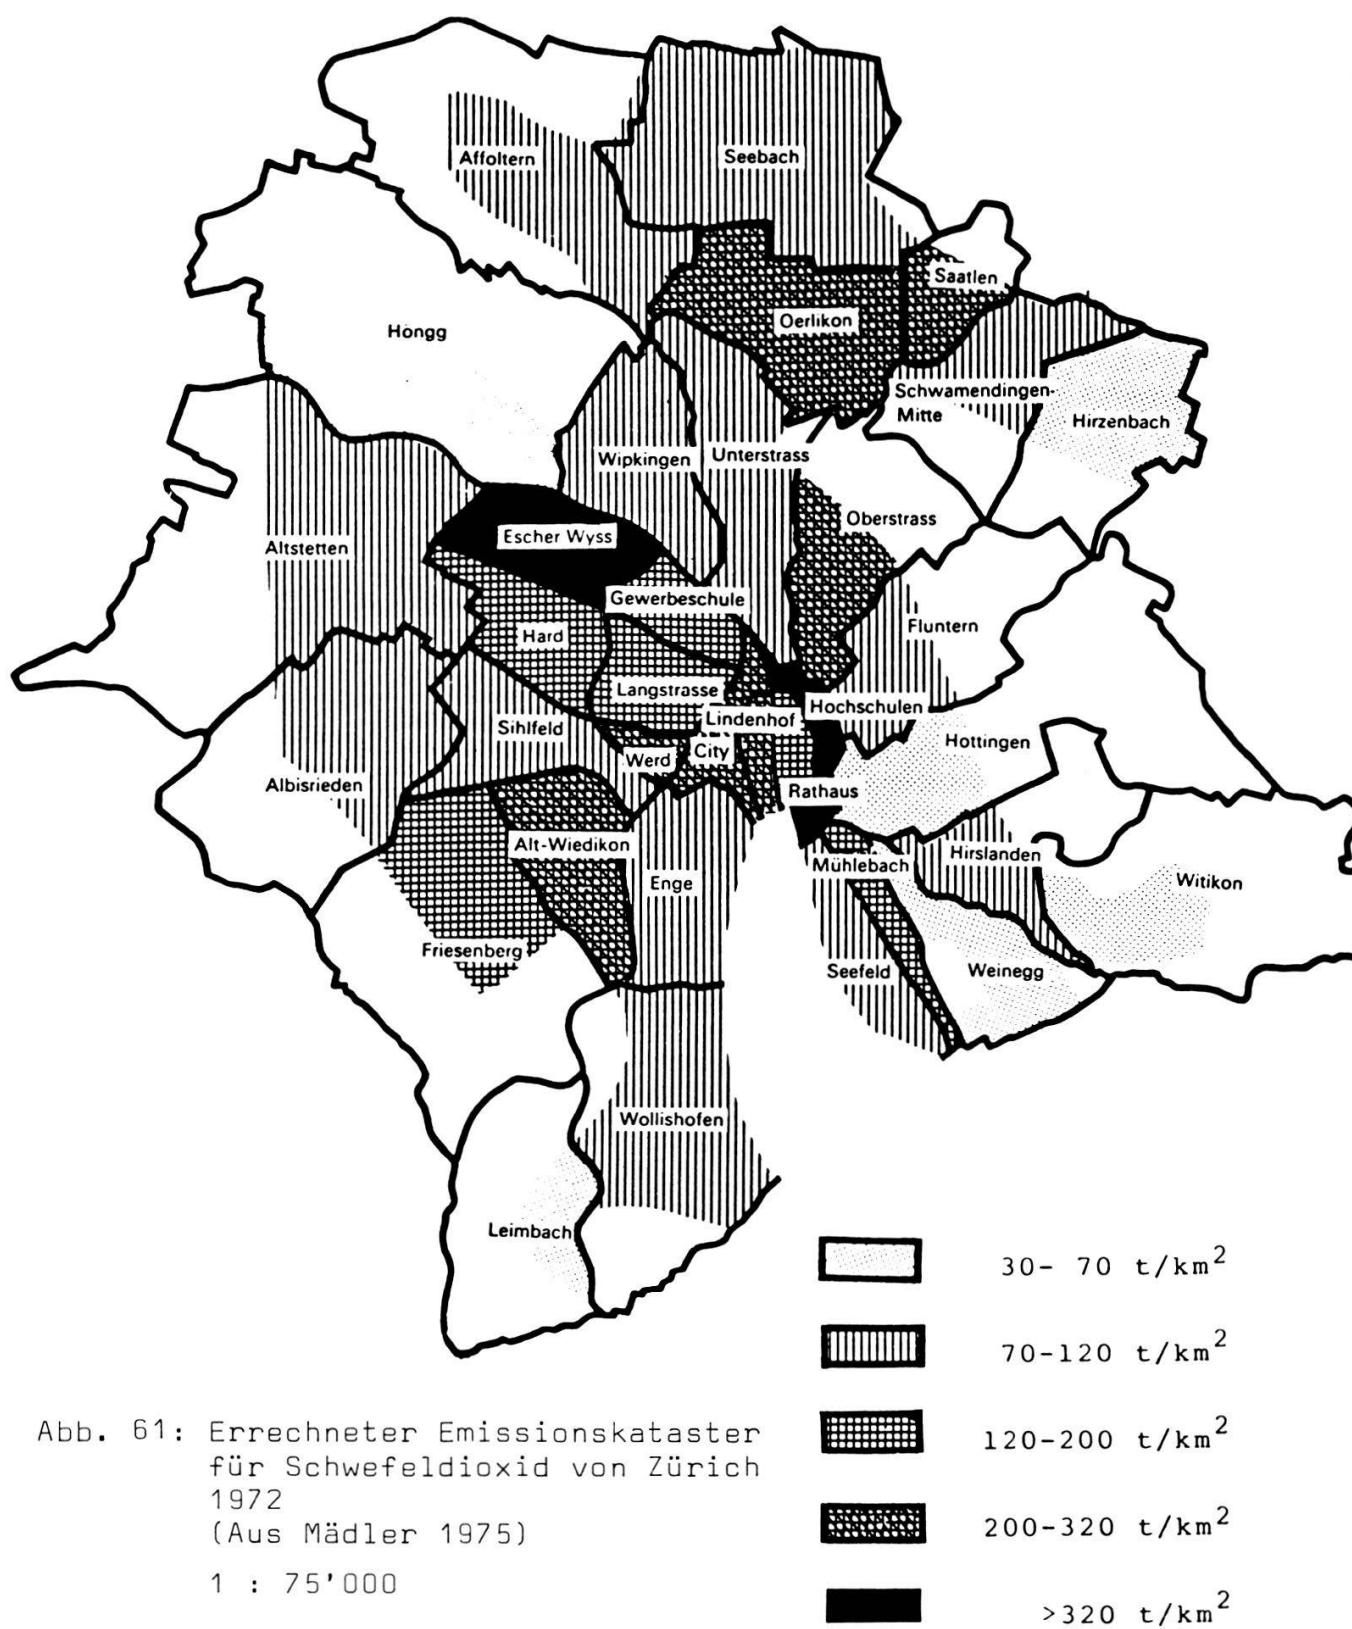 Affoltern
Seebach
Saatlen
Oerlikon
Höngg
Schwamendingen-
Mitte
Hirzenbach
Wipkingen
Unterstrass
Oberstrass
Escher Wyss
Altstetten
Gewerbeschule
Fluntern
Hard
Langstrasse
Hochschulen
Lindenhof
Sihlfeld
Hottingen
City
Werd
Albisrieden
Rathaus
Alt-Wiedikon
Hirslanden
Mühlebach
Enge
Witikon
Friesenberg
Seefeld
Weinegg
Wollishofen
Leimbach
30- 70 t/km²
70-120 t/km²
120-200 t/km²
200-320 t/km²
>320 t/km²
Abb. 61: Errechneter Emissionskataster
für Schwefeldioxid von Zürich
1972
(Aus Mädler 1975)
1 : 75'000